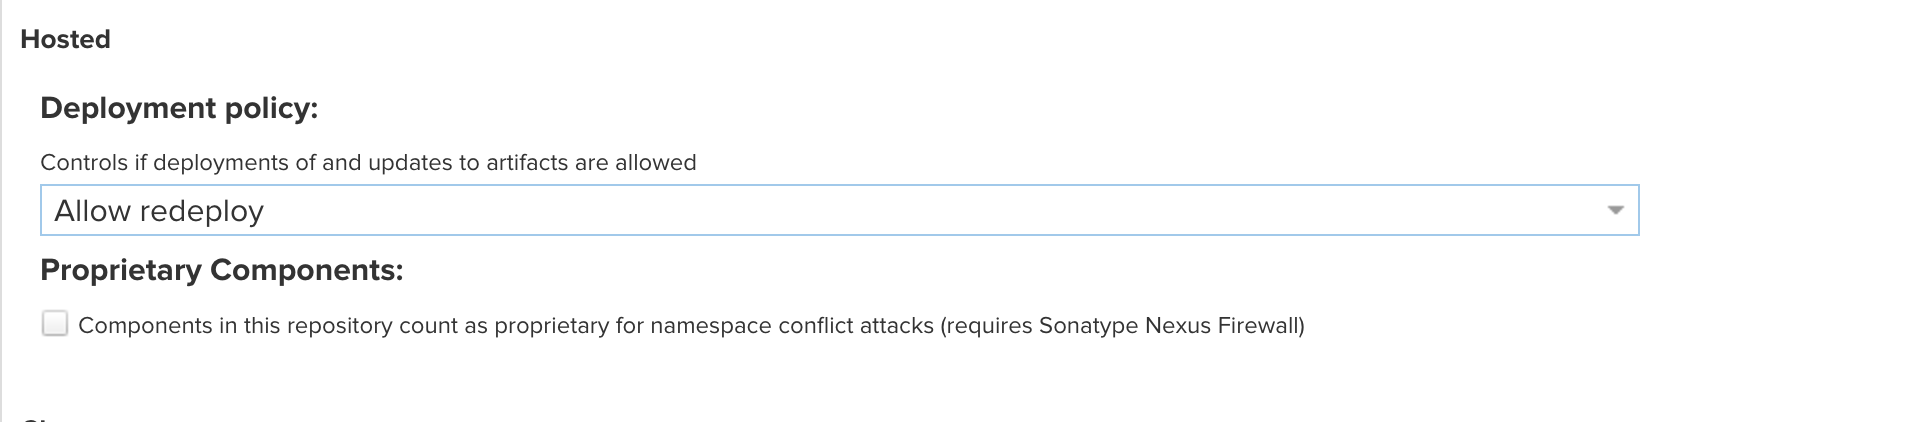 Hosted
Deployment policy:
Controls if deployments of and updates to artifacts are allowed
Allow redeploy
Proprietary Components:
Components in this repository count as proprietary for namespace conflict attacks (requires Sonatype Nexus Firewall)